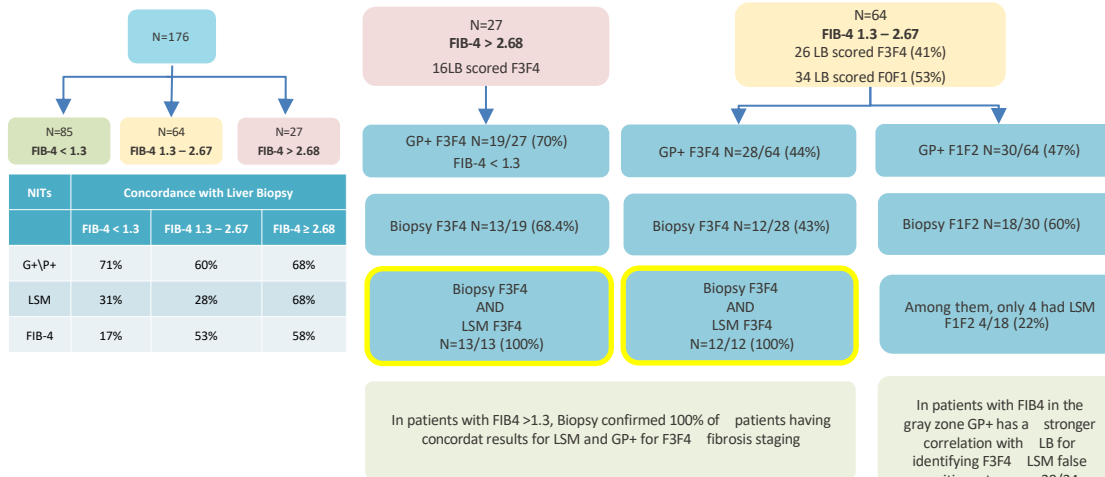 N=176
N=85
FIB-4 < 1.3
N=64
FIB-4 1.3 – 2.67
N=27
FIB-4 > 2.68
NITs
Concordance with Liver Biopsy
FIB-4 < 1.3
FIB-4 1.3 – 2.67
FIB-4 ≥ 2.68
G+\P+
71%
60%
68%
LSM
31%
28%
68%
FIB-4
17%
53%
58%
N=27
FIB-4 > 2.68
16LB scored F3F4
GP+ F3F4 N=19/27 (70%)
FIB-4 < 1.3
Biopsy F3F4 N=13/19 (68.4%)
Biopsy F3F4
AND
LSM F3F4
N=13/13 (100%)
N=64
FIB-4 1.3 – 2.67
26 LB scored F3F4 (41%)
34 LB scored F0F1 (53%)
GP+ F3F4 N=28/64 (44%)
Biopsy F3F4 N=12/28 (43%)
Biopsy F3F4
AND
LSM F3F4
N=12/12 (100%)
GP+ F1F2 N=30/64 (47%)
Biopsy F1F2 N=18/30 (60%)
Among them, only 4 had LSM
F1F2 4/18 (22%)
In patients with FIB4 >1.3, Biopsy confirmed 100% of patients having
concordat results for LSM and GP+ for F3F4 fibrosis staging
In patients with FIB4 in the
gray zone GP+ has a stronger
correlation with LB for
identifying F3F4 LSM false